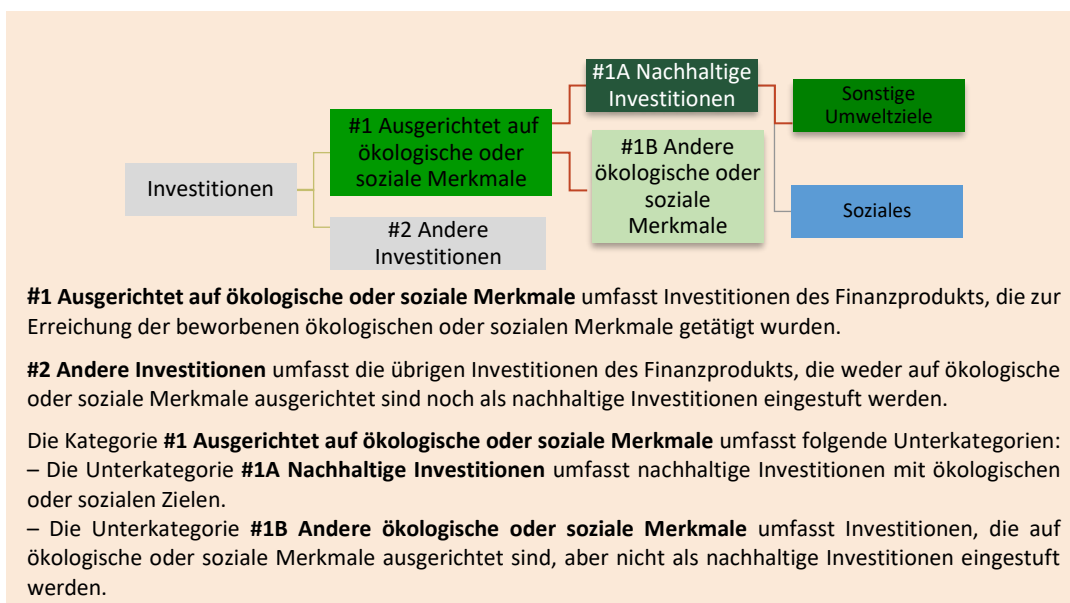 #1A Nachhaltige
Investitionen
Sonstige
Umweltziele
#1 Ausgerichtet auf
ökologische oder
soziale Merkmale
#1B Andere
ökologische oder
soziale
Merkmale
Investitionen
Soziales
#2 Andere
Investitionen
#1 Ausgerichtet auf ökologische oder soziale Merkmale umfasst Investitionen des Finanzprodukts, die zur
Erreichung der beworbenen ökologischen oder sozialen Merkmale getätigt wurden.
#2 Andere Investitionen umfasst die übrigen Investitionen des Finanzprodukts, die weder auf ökologische
oder soziale Merkmale ausgerichtet sind noch als nachhaltige Investitionen eingestuft werden.
Die Kategorie #1 Ausgerichtet auf ökologische oder soziale Merkmale umfasst folgende Unterkategorien:
– Die Unterkategorie #1A Nachhaltige Investitionen umfasst nachhaltige Investitionen mit ökologischen
oder sozialen Zielen.
– Die Unterkategorie #1B Andere ökologische oder soziale Merkmale umfasst Investitionen, die auf
ökologische oder soziale Merkmale ausgerichtet sind, aber nicht als nachhaltige Investitionen eingestuft
werden.